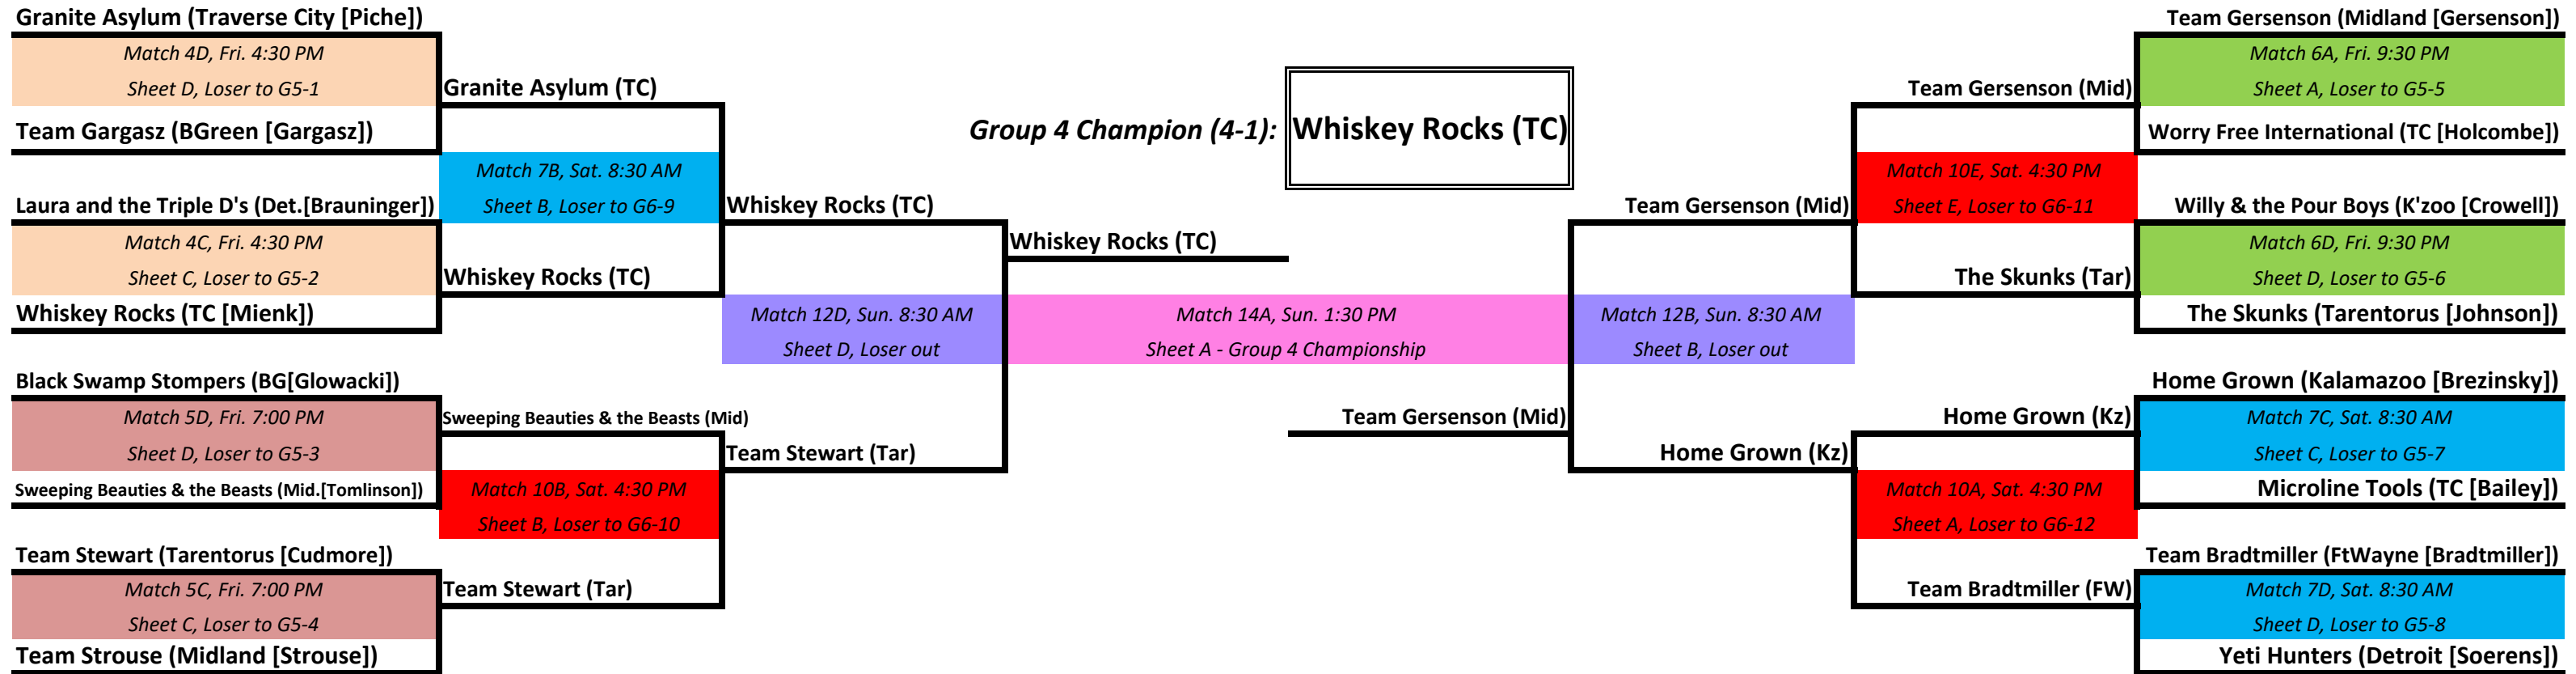 Granite Asylum (Traverse City [Piche])
Match 4D, Fri. 4:30 PM
Sheet D, Loser to G5-1
Team Gargasz (BGreen [Gargasz])
Laura and the Triple D's (Det.[Brauninger])
Match 4C, Fri. 4:30 PM
Sheet C, Loser to G5-2
Whiskey Rocks (TC [Mienk])
Black Swamp Stompers (BG[Glowacki])
Match 5D, Fri. 7:00 PM
Sheet D, Loser to G5-3
Sweeping Beauties & the Beasts (Mid.[Tomlinson])
Team Stewart (Tarentorus [Cudmore])
Match 5C, Fri. 7:00 PM
Sheet C, Loser to G5-4
Team Strouse (Midland [Strouse])
Granite Asylum (TC)
Match 7B, Sat. 8:30 AM
Sheet B, Loser to G6-9
Whiskey Rocks (TC)
Sweeping Beauties & the Beasts (Mid)
Match 10B, Sat. 4:30 PM
Sheet B, Loser to G6-10
Team Stewart (Tar)
Whiskey Rocks (TC)
Match 12D, Sun. 8:30 AM
Sheet D, Loser out
Team Stewart (Tar)
Group 4 Champion (4-1):
Whiskey Rocks (TC)
Whiskey Rocks (TC)
Match 14A, Sun. 1:30 PM
Sheet A - Group 4 Championship
Team Gersenson (Mid)
Team Gersenson (Mid)
Match 12B, Sun. 8:30 AM
Sheet B, Loser out
Home Grown (Kz)
Team Gersenson (Mid)
Match 10E, Sat. 4:30 PM
Sheet E, Loser to G6-11
The Skunks (Tar)
Home Grown (Kz)
Match 10A, Sat. 4:30 PM
Sheet A, Loser to G6-12
Team Bradtmiller (FW)
Team Gersenson (Midland [Gersenson])
Match 6A, Fri. 9:30 PM
Sheet A, Loser to G5-5
Worry Free International (TC [Holcombe])
Willy & the Pour Boys (K'zoo [Crowell])
Match 6D, Fri. 9:30 PM
Sheet D, Loser to G5-6
The Skunks (Tarentorus [Johnson])
Home Grown (Kalamazoo [Brezinsky])
Match 7C, Sat. 8:30 AM
Sheet C, Loser to G5-7
Microline Tools (TC [Bailey])
Team Bradtmiller (FtWayne [Bradtmiller])
Match 7D, Sat. 8:30 AM
Sheet D, Loser to G5-8
Yeti Hunters (Detroit [Soerens])